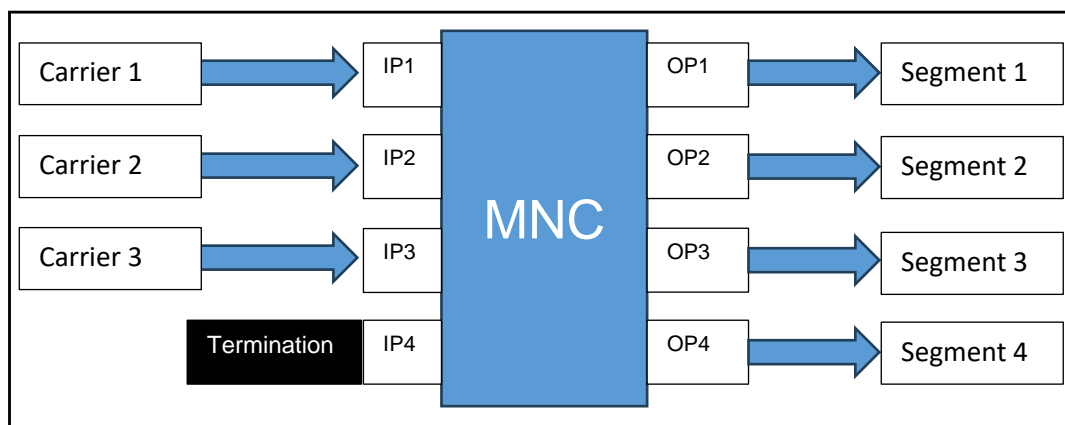 Carrier 1
IP1
OP1
Segment 1
Carrier 2
IP2
OP2
Segment 2
MNC
Carrier 3
IP3
OP3
Segment 3
Termination
IP4
OP4
Segment 4